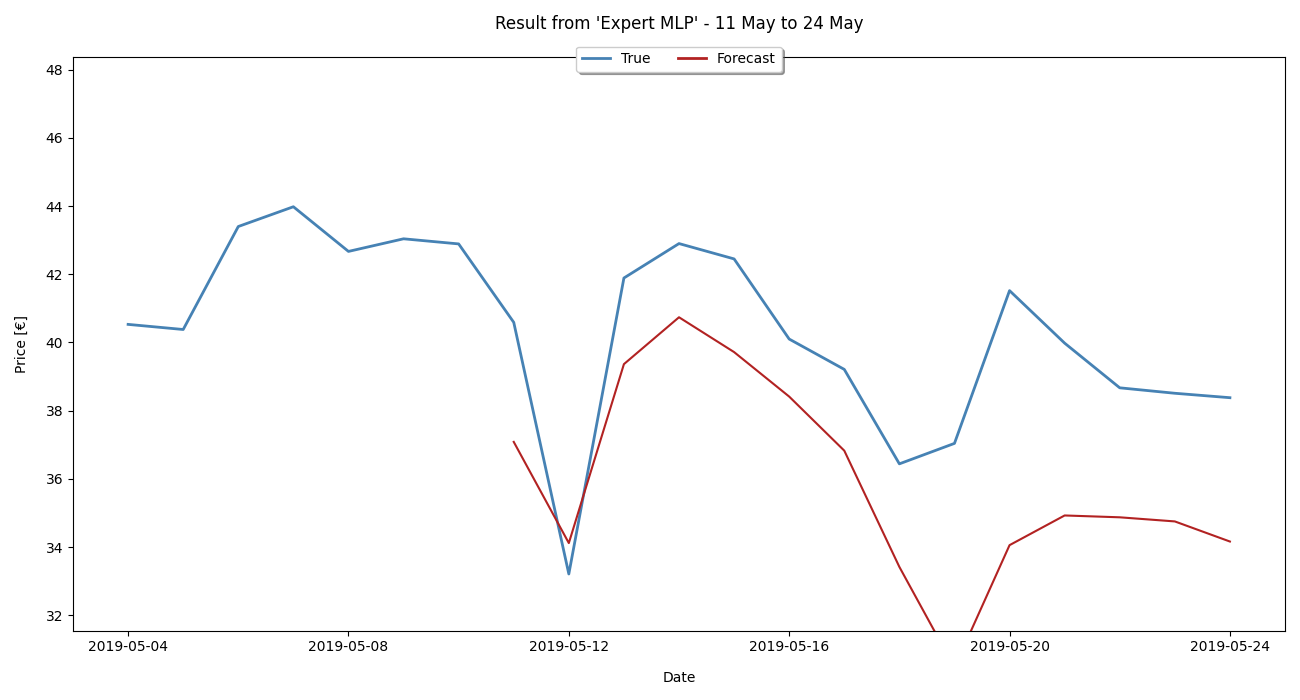 Result from 'Expert MLP' - 11 May to 24 May
True Forecast
48
46
44
42
40
38
36
34
32
Price [€]
2019-05-04 2019-05-08 2019-05-12 2019-05-16 2019-05-20 2019-05-24
Date